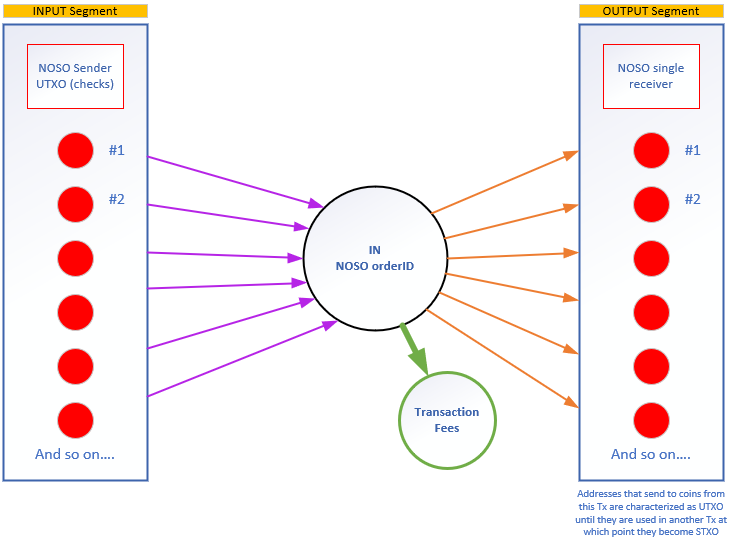 INPUT Segment
NOSO Sender
UTXO (checks)
#1
#2
And so on....
IN
NOSO orderID
Transaction
Fees
OUTPUT Segment
NOSO single
receiver
#1
#2
And so on....
Addresses that send to coins from
this Tx are characterized as UTXO
until they are used in another Tx at
which point they become STXO